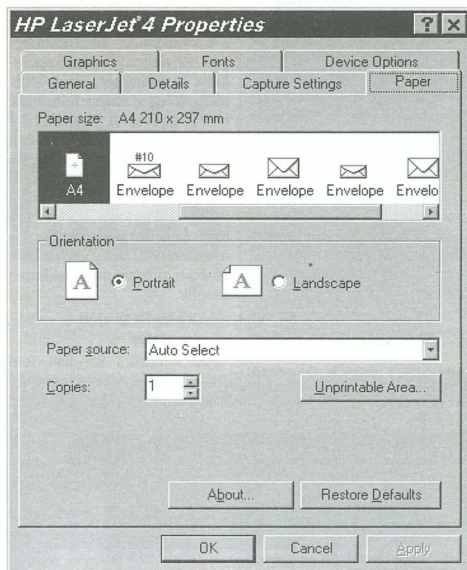 HP LaserJet 4 Properties ? ×
Graphics Fonts Device Options
General Details Capture Settings Paper
Paper size: A4 210 x 297 mm
#10
A4 Envelope Envelope Envelope Envelope Envelo
Orientation
A Portrait A Landscape
Paper source: Auto Select
Copies: 1 Unprintable Area...
About... Restore Defaults
OK Cancel Apply